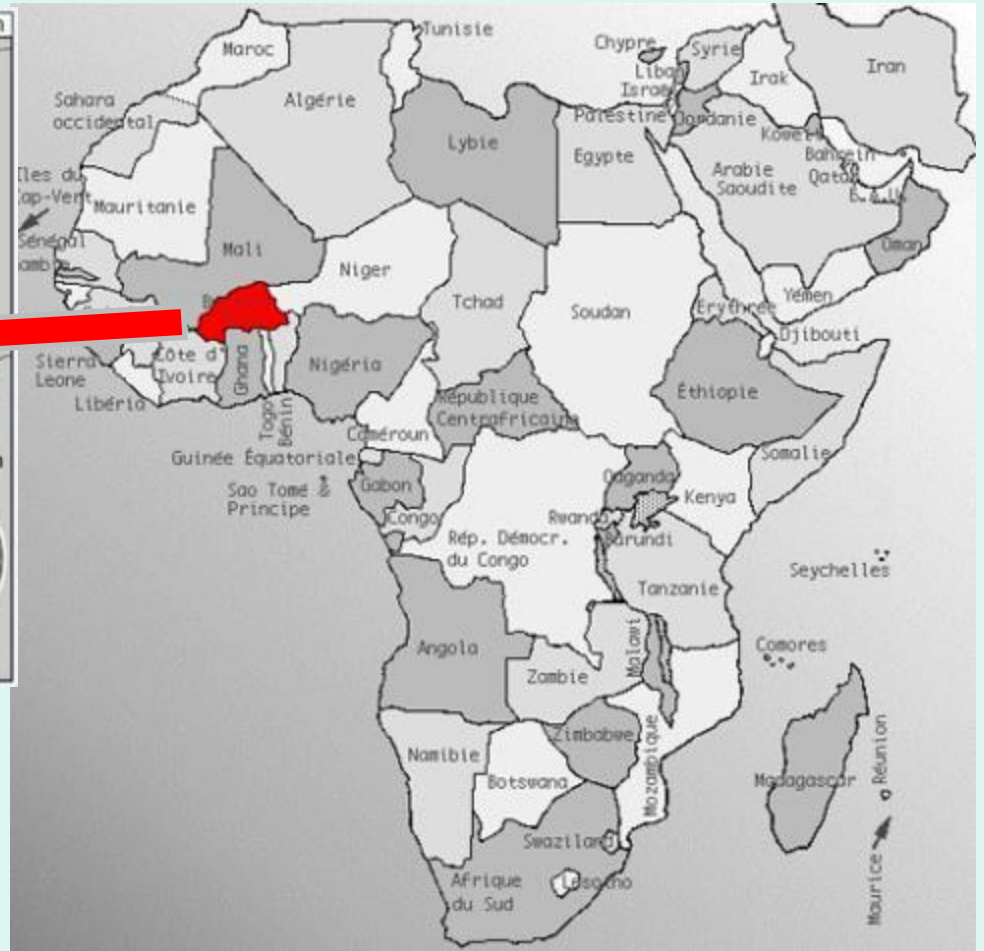 Tunisie
Maroc
Chypre
Syrie
Liban
Irak
Iran
Israël
Algérie
Sahara
occidental
Palestine
Jordanie
Lybie
Koweït
Egypte
Bahrein
Arabie
Saoudite
Qatar
E.A.U.
Iles du
Cap-Vert
Mauritanie
Sénégal
Mali
Oman
Niger
Yémen
Tchad
Soudan
Erythrée
Djibouti
Côte d'
Ivoire
Ghana
Sierra
Leone
Nigéria
Libéria
Éthiopie
République
Centrafricaine
Togo
Bénin
Caméroun
Somalie
Guinée Équatoriale
Sao Tomé &
Principe
Gabon
Congo
Ouganda
Kenya
Rwanda
Burundi
Rép. Démocr.
du Congo
Seychelles
Tanzanie
Comores
Angola
Malawi
Zambie
Zimbabwe
Mozambique
Namibie
Botswana
Madagascar
Réunion
Maurice
Swaziland
Afrique
du Sud
Lesotho